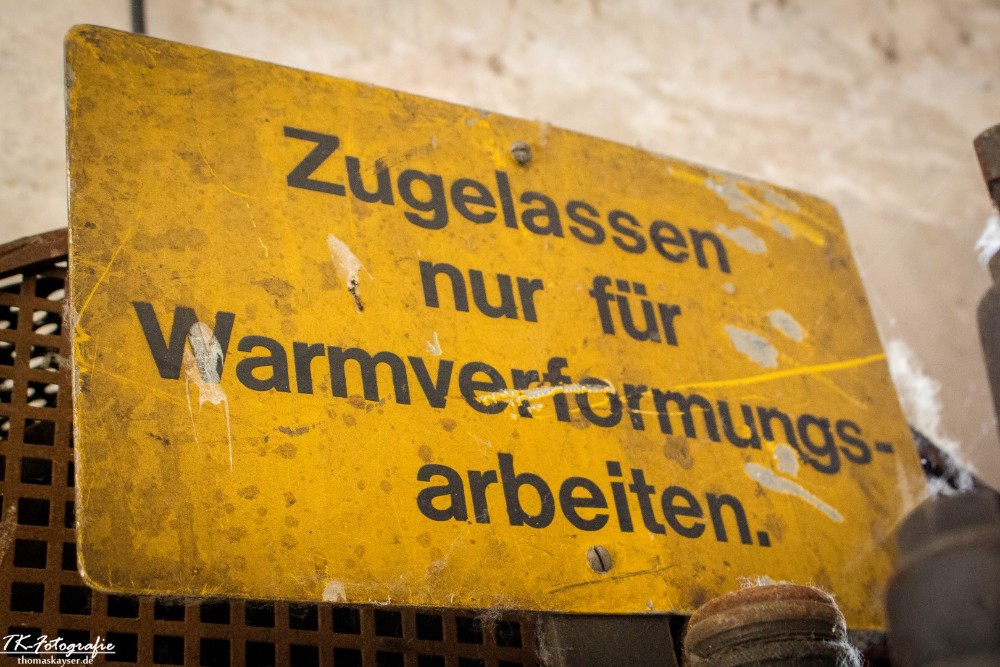 Zugelassen
nur für
Warmverformungs-
arbeiten.
TK-Fotografie
thomaskayser.de